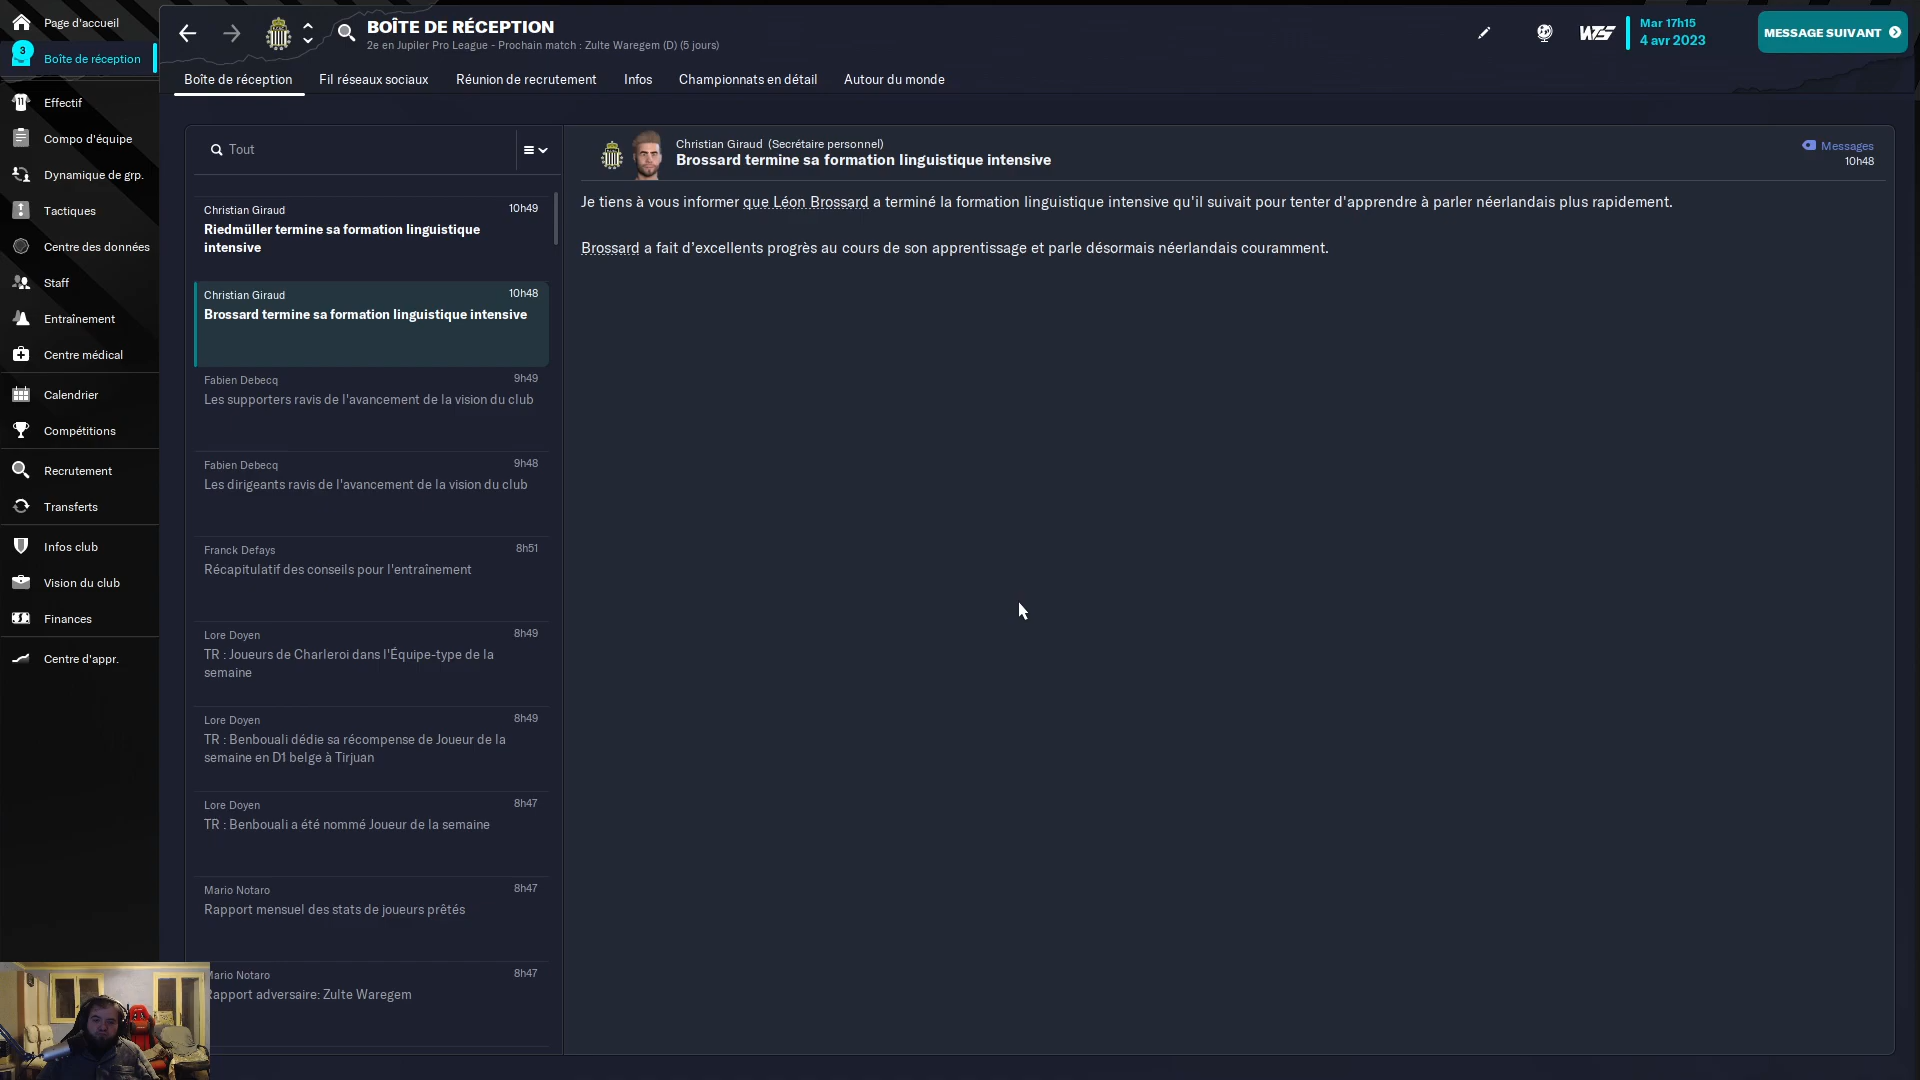 Page d'accueil
3
Boîte de réception
Effectif
Compo d'équipe
Dynamique de grp.
Tactiques
Centre des données
Staff
Entraînement
Centre médical
Calendrier
Compétitions
Recrutement
Transferts
Infos club
Vision du club
Finances
Centre d'appr.
BOÎTE DE RÉCEPTION
2e en Jupiler Pro League - Prochain match : Zulte Waregem (D) (5 jours)
Mar 17h15
4 avr 2023
MESSAGE SUIVANT
Boîte de réception
Fil réseaux sociaux
Réunion de recrutement
Infos
Championnats en détail
Autour du monde
Tout
Christian Giraud 10h49
Riedmüller termine sa formation linguistique
intensive
Christian Giraud 10h48
Brossard termine sa formation linguistique intensive
Fabien Debecq 9h49
Les supporters ravis de l'avancement de la vision du club
Fabien Debecq 9h48
Les dirigeants ravis de l'avancement de la vision du club
Franck Defays 8h51
Récapitulatif des conseils pour l'entraînement
Lore Doyen 8h49
TR : Joueurs de Charleroi dans l'Équipe-type de la
semaine
Lore Doyen 8h49
TR : Benbouali dédie sa récompense de Joueur de la
semaine en D1 belge à Tirjuan
Lore Doyen 8h47
TR : Benbouali a été nommé Joueur de la semaine
Mario Notaro 8h47
Rapport mensuel des stats de joueurs prêtés
Mario Notaro 8h47
Rapport adversaire: Zulte Waregem
Christian Giraud (Secrétaire personnel)
Brossard termine sa formation linguistique intensive
Messages
10h48
Je tiens à vous informer que Léon Brossard a terminé la formation linguistique intensive qu'il suivait pour tenter d'apprendre à parler néerlandais plus rapidement.
Brossard a fait d’excellents progrès au cours de son apprentissage et parle désormais néerlandais couramment.